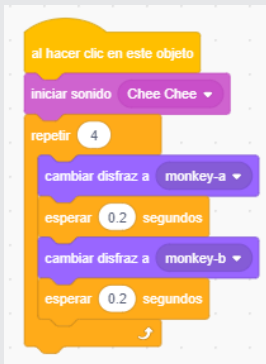 al hacer clic en este objeto
iniciar sonido Chee Chee
repetir 4
cambiar disfraz a monkey-a
esperar 0.2 segundos
cambiar disfraz a monkey-b
esperar 0.2 segundos